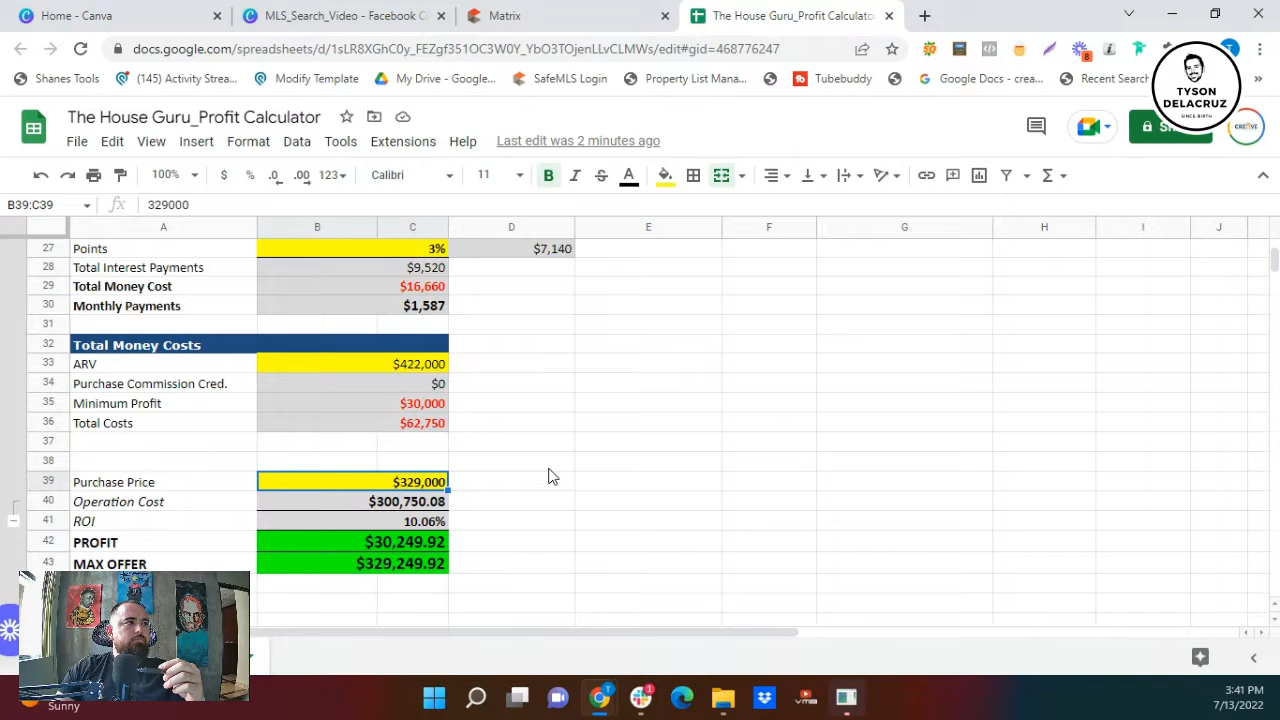 Home - Canva
MLS_Search_Video - Facebook C
Matrix
The House Guru_Profit Calculator
docs.google.com/spreadsheets/d/1sLR8XGhC0y_FEZgf351OC3W0Y_YbO3TOjenLLvCLMWs/edit#gid=468776247
8
Shanes Tools
(145) Activity Strea...
Modify Template
My Drive - Google...
SafeMLS Login
Property List Mana...
Tubebuddy
Google Docs - crea...
Recent Searc
TYSON
DELACRUZ
SINCE BIRTH
The House Guru_Profit Calculator
File Edit View Insert Format Data Tools Extensions Help Last edit was 2 minutes ago
100% $ % .0 .00 123 Calibri 11 B I S A
B39:C39 fx 329000
A B C D E F G H I J
27 Points 3% $7,140
28 Total Interest Payments $9,520
29 Total Money Cost $16,660
30 Monthly Payments $1,587
31
32 Total Money Costs
33 ARV $422,000
34 Purchase Commission Cred. $0
35 Minimum Profit $30,000
36 Total Costs $62,750
37
38
39 Purchase Price $329,000
40 Operation Cost $300,750.08
41 ROI 10.06%
42 PROFIT $30,249.92
43 MAX OFFER $329,249.92
Sunny
3:41 PM
7/13/2022